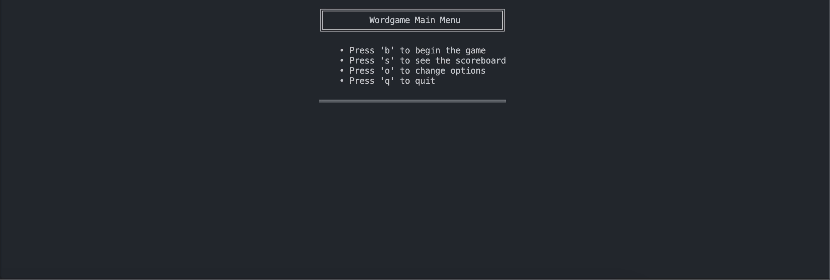 Wordgame Main Menu
• Press 'b' to begin the game
• Press 's' to see the scoreboard
• Press 'o' to change options
• Press 'q' to quit